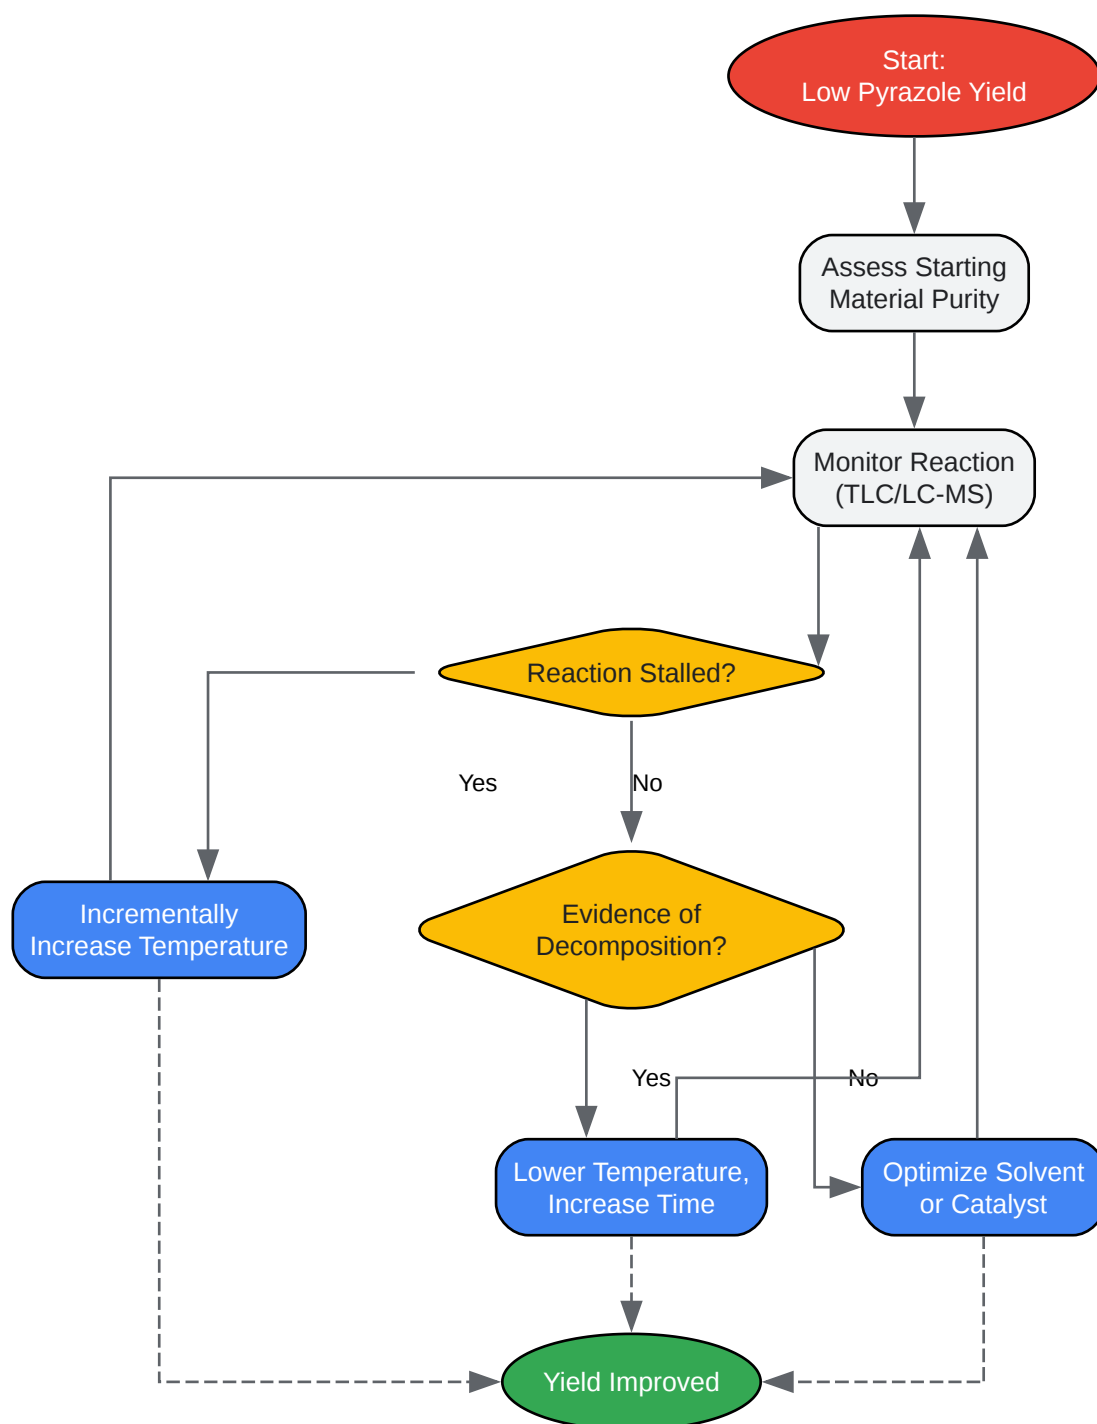 Start:
Low Pyrazole Yield
Assess Starting
Material Purity
Monitor Reaction
(TLC/LC-MS)
Reaction Stalled?
Yes
No
Incrementally
Increase Temperature
Evidence of
Decomposition?
Yes
No
Lower Temperature,
Increase Time
Optimize Solvent
or Catalyst
Yield Improved